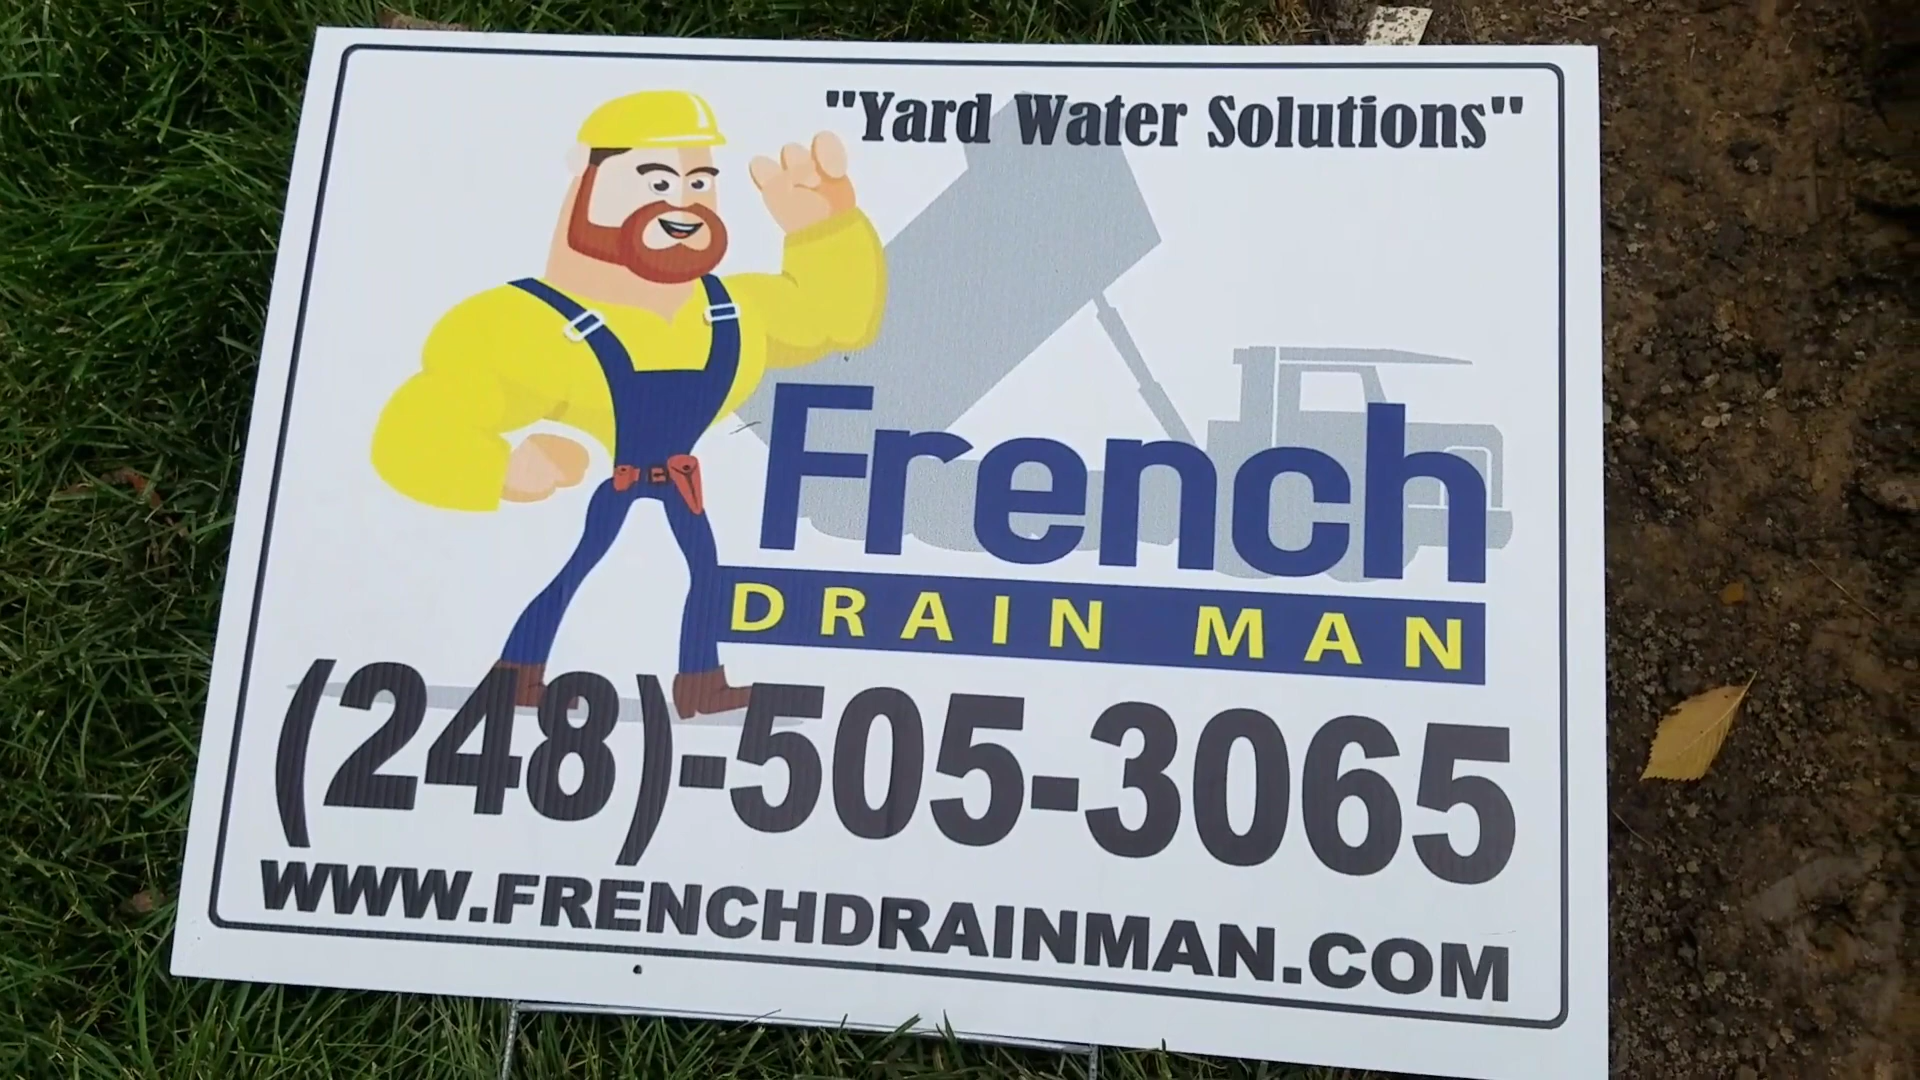 "Yard Water Solutions"
French
DRAIN MAN
(248)-505-3065
WWW.FRENCHDRAINMAN.COM